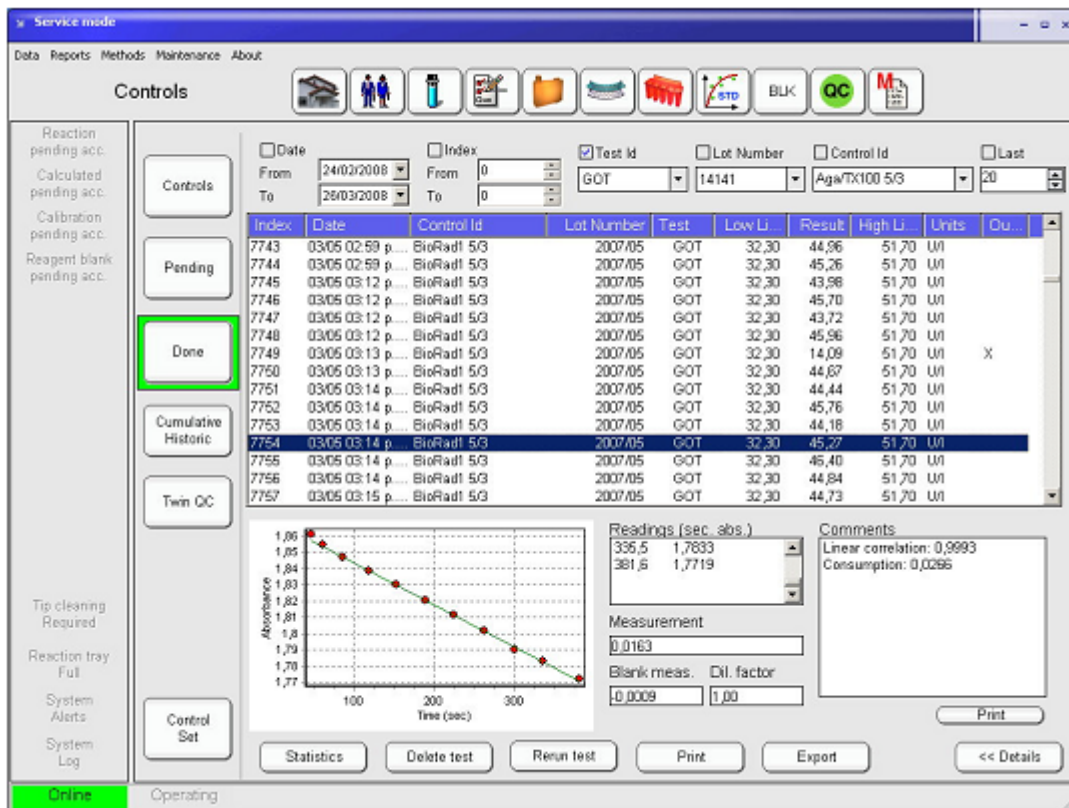 Service mode
Data Reports Methods Maintenance About
Controls
STD
BLK
QC
M
Reaction
pending acc.
Calculated
pending acc.
Calibration
pending acc.
Reagent blank
pending acc.
Tip cleaning
Required
Reaction tray
Full
System
Alerts
System
Log
Controls
Pending
Done
Cumulative
Historic
Twin QC
Control
Set
Date
From 24/02/2008
To 26/03/2008
Index
From 0
To 0
Test Id
GOT
Lot Number
14141
Control Id
Aga/TX100 5/3
Last
20
Index Date Control Id Lot Number Test Low Li... Result High Li... Units Ou...
7743 03/05 02:59 p.... BioRad1 5/3 2007/05 GOT 32,30 44,96 51,70 U/l
7744 03/05 02:59 p.... BioRad1 5/3 2007/05 GOT 32,30 45,26 51,70 U/l
7745 03/05 03:12 p.... BioRad1 5/3 2007/05 GOT 32,30 43,98 51,70 U/l
7746 03/05 03:12 p.... BioRad1 5/3 2007/05 GOT 32,30 45,70 51,70 U/l
7747 03/05 03:12 p.... BioRad1 5/3 2007/05 GOT 32,30 43,72 51,70 U/l
7748 03/05 03:12 p.... BioRad1 5/3 2007/05 GOT 32,30 45,96 51,70 U/l
7749 03/05 03:13 p.... BioRad1 5/3 2007/05 GOT 32,30 14,09 51,70 U/l X
7750 03/05 03:13 p.... BioRad1 5/3 2007/05 GOT 32,30 44,67 51,70 U/l
7751 03/05 03:14 p.... BioRad1 5/3 2007/05 GOT 32,30 44,44 51,70 U/l
7752 03/05 03:14 p.... BioRad1 5/3 2007/05 GOT 32,30 45,76 51,70 U/l
7753 03/05 03:14 p.... BioRad1 5/3 2007/05 GOT 32,30 44,18 51,70 U/l
7754 03/05 03:14 p.... BioRad1 5/3 2007/05 GOT 32,30 45,27 51,70 U/l
7755 03/05 03:14 p.... BioRad1 5/3 2007/05 GOT 32,30 46,40 51,70 U/l
7756 03/05 03:14 p.... BioRad1 5/3 2007/05 GOT 32,30 44,84 51,70 U/l
7757 03/05 03:15 p.... BioRad1 5/3 2007/05 GOT 32,30 44,73 51,70 U/l
Absorbance
1,86
1,85
1,84
1,83
1,82
1,81
1,8
1,79
1,78
1,77
100 200 300
Time (sec)
Readings (sec. abs.)
335,5 1,7833
381,6 1,7719
Measurement
0,0163
Blank meas. Dil. factor
-0,0009 1,00
Comments
Linear correlation: 0,9993
Consumption: 0,0266
Print
Statistics
Delete test
Rerun test
Print
Export
<< Details
Online
Operating